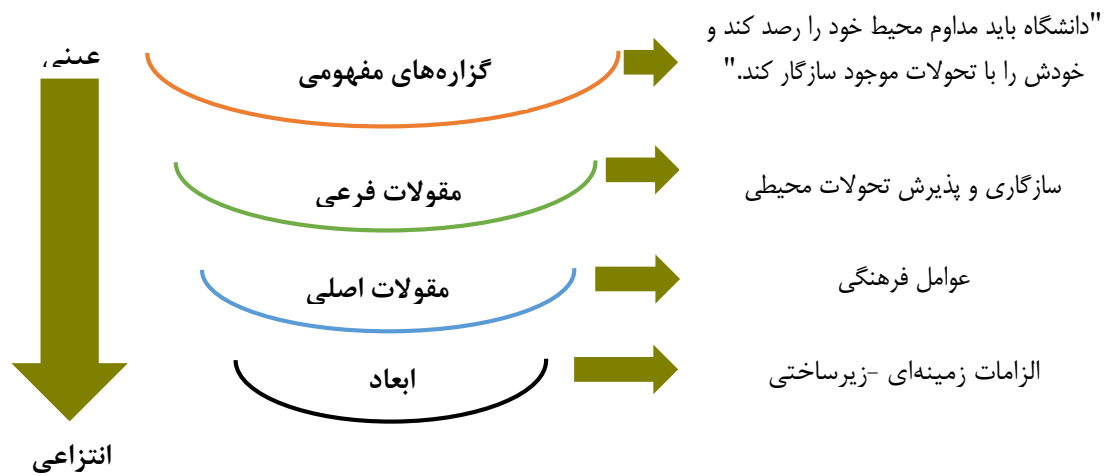 "دانشگاه باید مداوم محیط خود را رصد کند و
خودش را با تحولات موجود سازگار کند."
عینی
گزاره‌های مفهومی
مقولات فرعی
سازگاری و پذیرش تحولات محیطی
مقولات اصلی
عوامل فرهنگی
ابعاد
الزامات زمینه‌ای -زیرساختی
انتزاعی